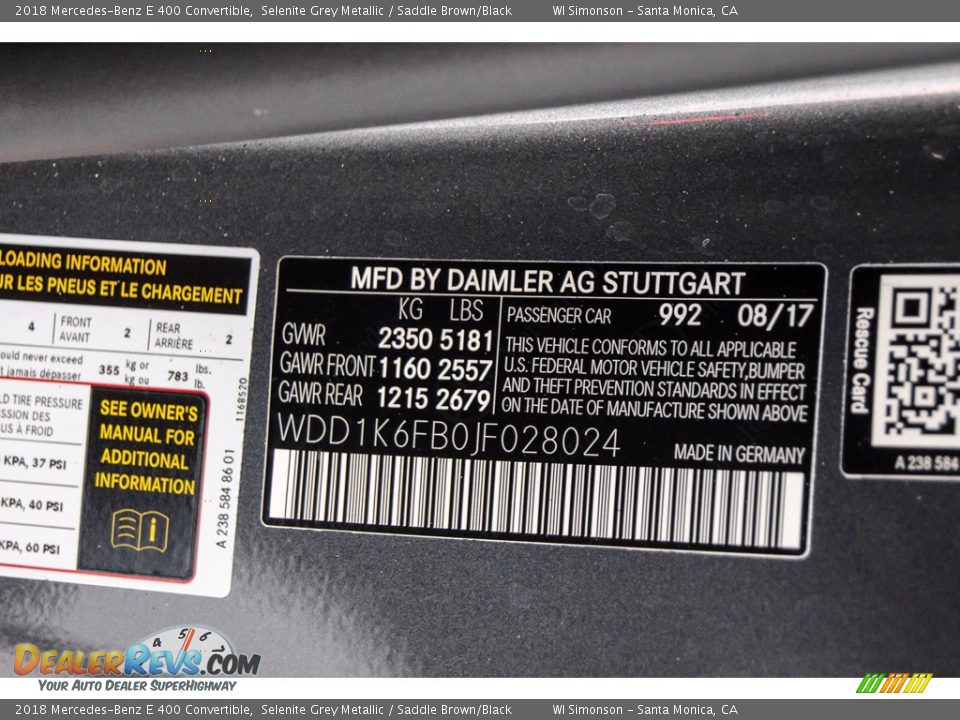 2018 Mercedes-Benz E 400 Convertible, Selenite Grey Metallic / Saddle Brown/Black WI Simonson - Santa Monica, CA
LOADING INFORMATION
UR LES PNEUS ET LE CHARGEMENT
4 FRONT AVANT 2 REAR ARRIÈRE 2
ould never exceed
t jamais dépasser 355 kg or kg ou 783 lbs. lb.
LD TIRE PRESSURE
SSION DES
US À FROID
KPA, 37 PSI
KPA, 40 PSI
KPA, 60 PSI
SEE OWNER'S
MANUAL FOR
ADDITIONAL
INFORMATION
1168520
A 238 584 86 01
MFD BY DAIMLER AG STUTTGART
KG LBS
GVWR 2350 5181
GAWR FRONT 1160 2557
GAWR REAR 1215 2679
PASSENGER CAR 992 08/17
THIS VEHICLE CONFORMS TO ALL APPLICABLE
U.S. FEDERAL MOTOR VEHICLE SAFETY,BUMPER
AND THEFT PREVENTION STANDARDS IN EFFECT
ON THE DATE OF MANUFACTURE SHOWN ABOVE
WDD1K6FB0JF028024 MADE IN GERMANY
Rescue Card
A 238 584
4 5 6 7
DEALERREVS.COM
YOUR AUTO DEALER SUPERHIGHWAY
2018 Mercedes-Benz E 400 Convertible, Selenite Grey Metallic / Saddle Brown/Black WI Simonson - Santa Monica, CA